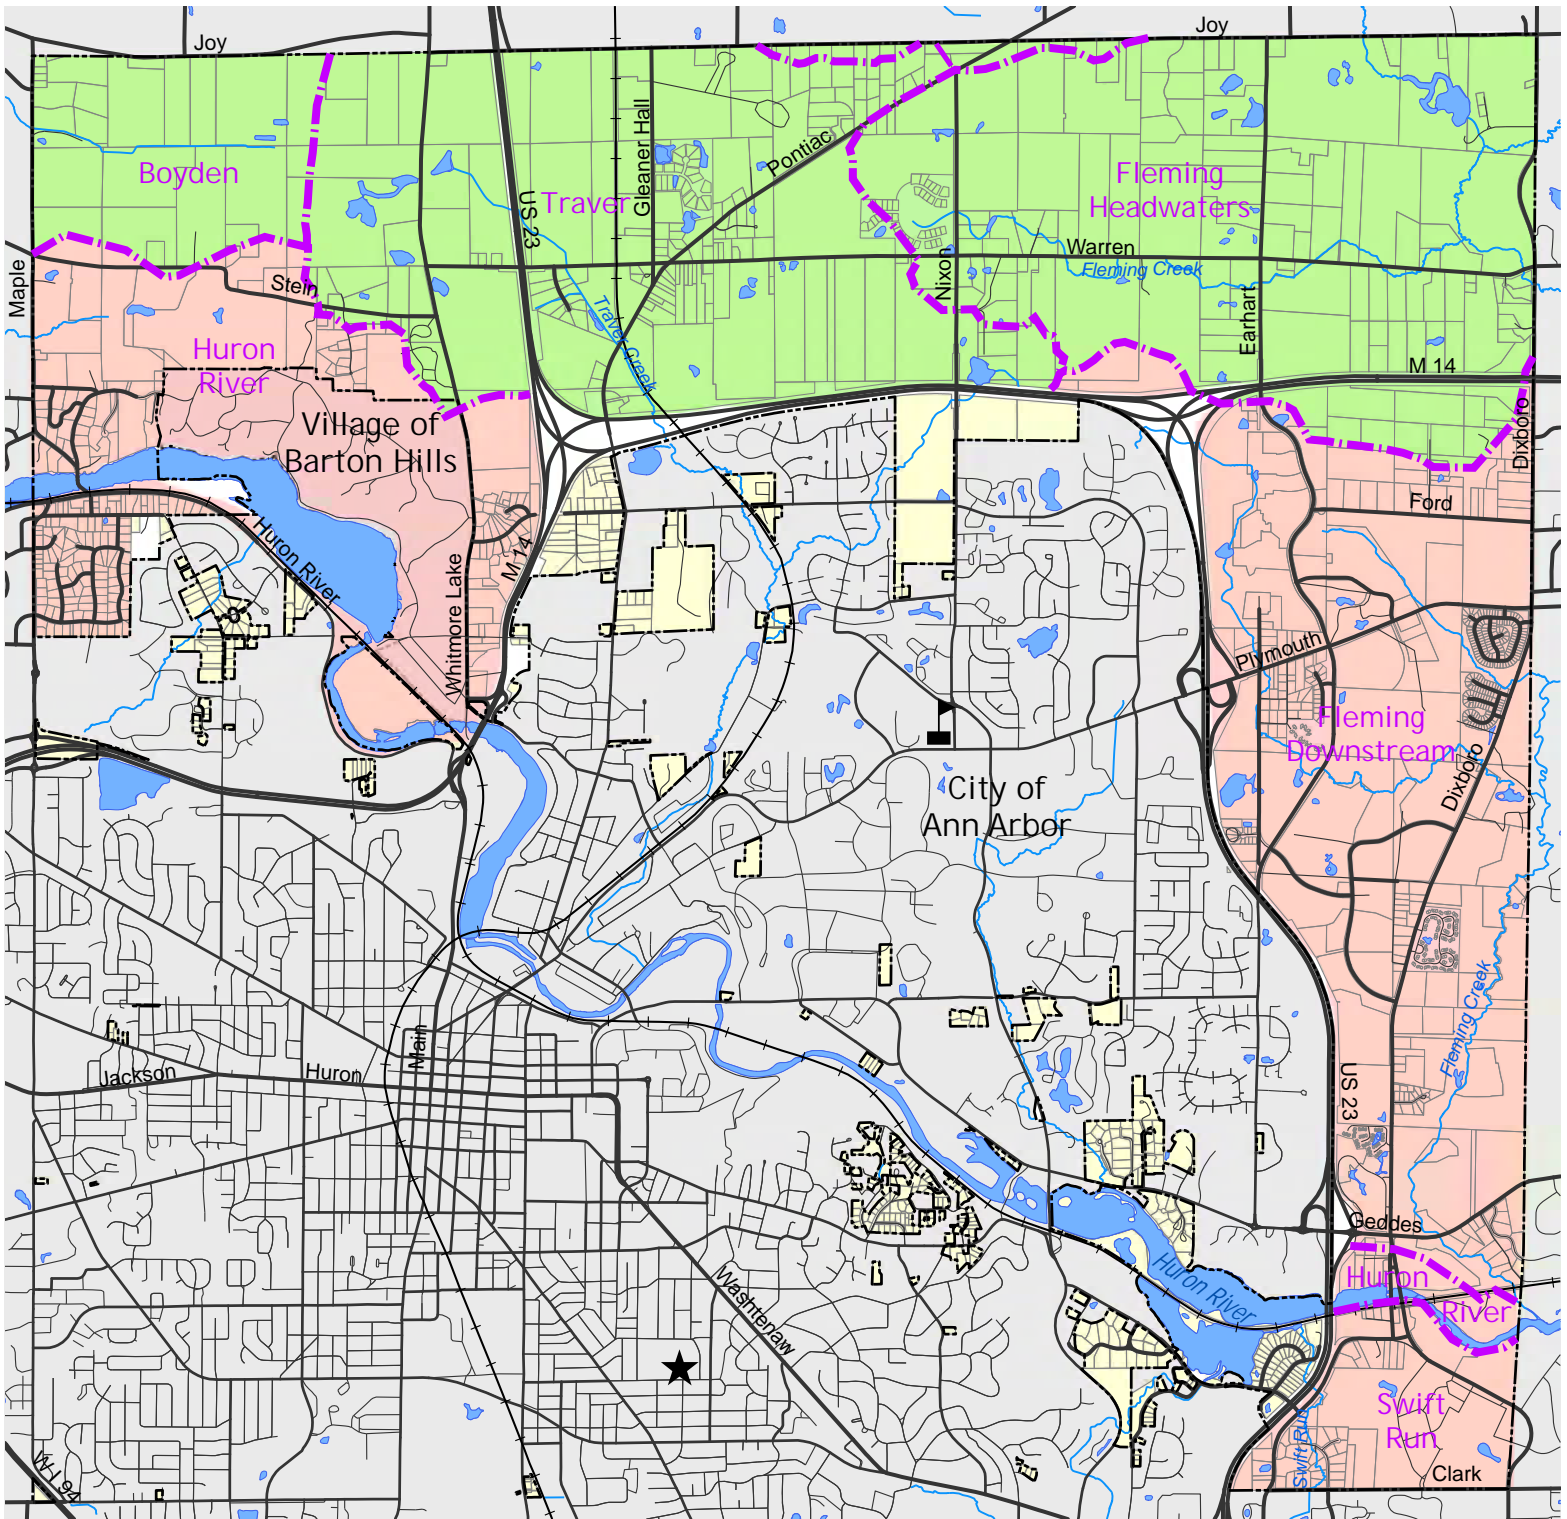 Joy
Joy
Gleaner Hall
Pontiac
Boyden
Traver
US 23
Fleming
Headwaters
Warren
Fleming Creek
Nixon
Maple
Stein
Traver Creek
Earhart
Huron
River
M 14
Village of
Barton Hills
Dixboro
Ford
Huron River
M 14
Whitmore Lake
Plymouth
Fleming
Downstream
Dixboro
City of
Ann Arbor
Fleming Creek
Main
Jackson
Huron
US 23
Geddes
Huron River
Huron
River
Washtenaw
Swift
Run
Swift Run
Clark
W I 94